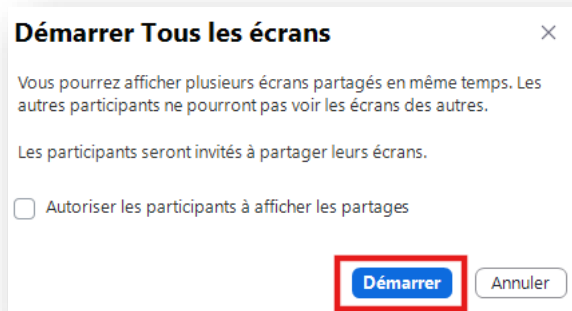 Démarrer Tous les écrans
Vous pourrez afficher plusieurs écrans partagés en même temps. Les
autres participants ne pourront pas voir les écrans des autres.
Les participants seront invités à partager leurs écrans.
Autoriser les participants à afficher les partages
Démarrer
Annuler